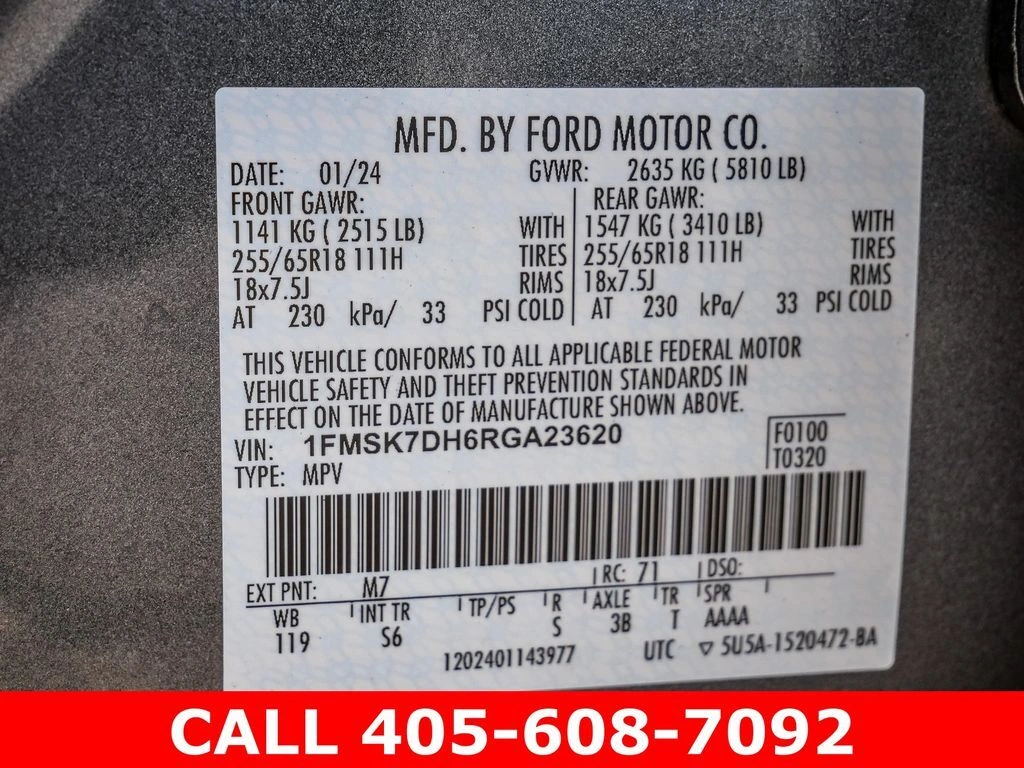 MFD. BY FORD MOTOR CO.
DATE: 01/24 GVWR: 2635 KG ( 5810 LB)
FRONT GAWR: REAR GAWR:
1141 KG ( 2515 LB) WITH 1547 KG ( 3410 LB) WITH
255/65R18 111H TIRES 255/65R18 111H TIRES
18x7.5J RIMS 18x7.5J RIMS
AT 230 kPa/ 33 PSI COLD AT 230 kPa/ 33 PSI COLD
THIS VEHICLE CONFORMS TO ALL APPLICABLE FEDERAL MOTOR
VEHICLE SAFETY AND THEFT PREVENTION STANDARDS IN
EFFECT ON THE DATE OF MANUFACTURE SHOWN ABOVE.
VIN: 1FMSK7DH6RGA23620 F0100
TYPE: MPV T0320
EXT PNT: M7 RC: 71 DSO:
WB INT TR TP/PS R AXLE TR SPR
119 S6 S 3B T AAAA
1202401143977 UTC ▽ 5U5A-1520472-BA
CALL 405-608-7092